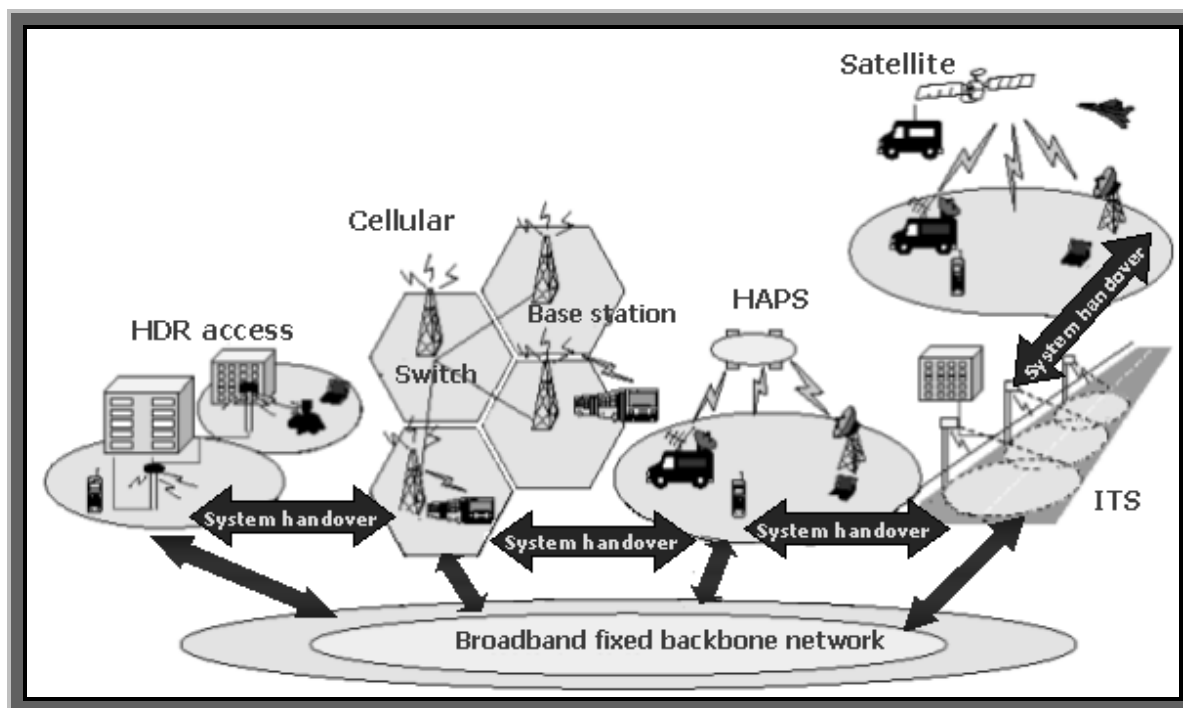 Satellite
Cellular
HAPS
Base station
HDR access
Switch
System handover
ITS
System handover
System handover
System handover
Broadband fixed backbone network